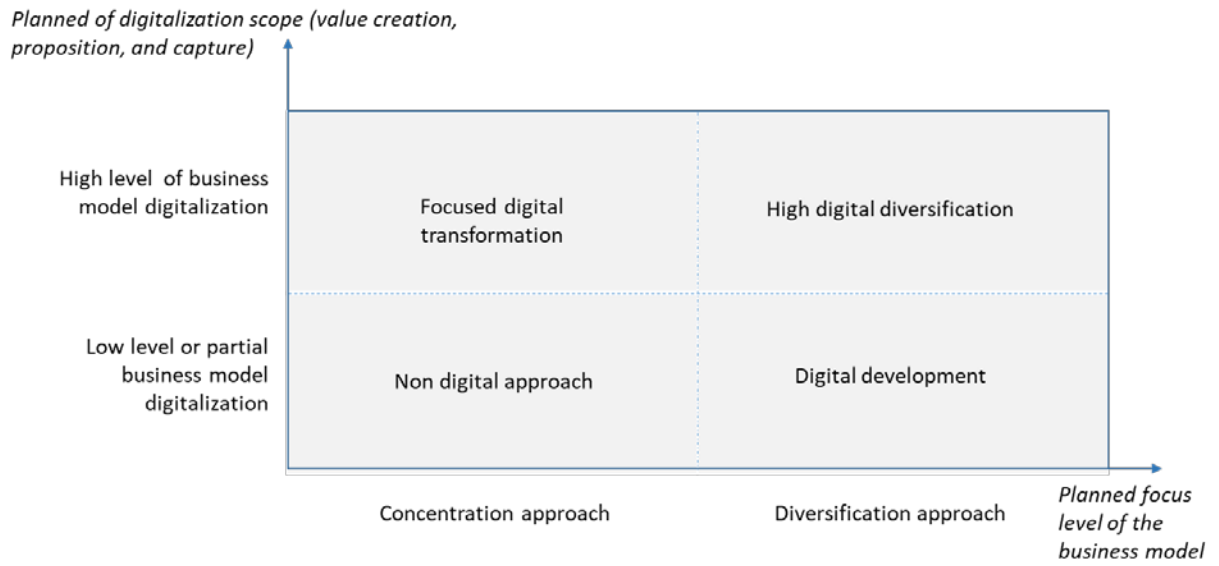 Planned of digitalization scope (value creation,
proposition, and capture)
High level of business
model digitalization
Focused digital
transformation
High digital diversification
Low level or partial
business model
digitalization
Non digital approach
Digital development
Concentration approach
Diversification approach
Planned focus
level of the
business model